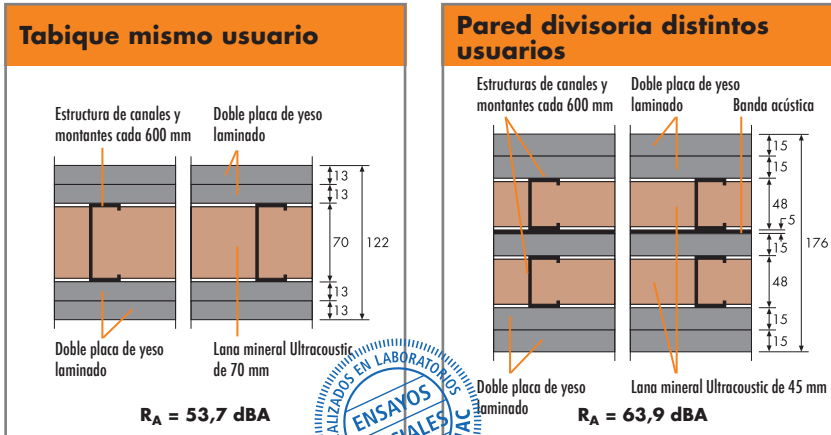 Tabique mismo usuario
Estructura de canales y
montantes cada 600 mm
Doble placa de yeso
laminado
13
13
70
122
13
13
Doble placa de yeso
laminado
Lana mineral Ultracoustic
de 70 mm
R_A = 53,7 dBA
Pared divisoria distintos
usuarios
Estructuras de canales y
montantes cada 600 mm
Doble placa de yeso
laminado
Banda acústica
15
15
48
5
15
176
48
15
15
Doble placa de yeso
laminado
Lana mineral Ultracoustic de 45 mm
R_A = 63,9 dBA
EN LABORATORIOS
ENSAYOS